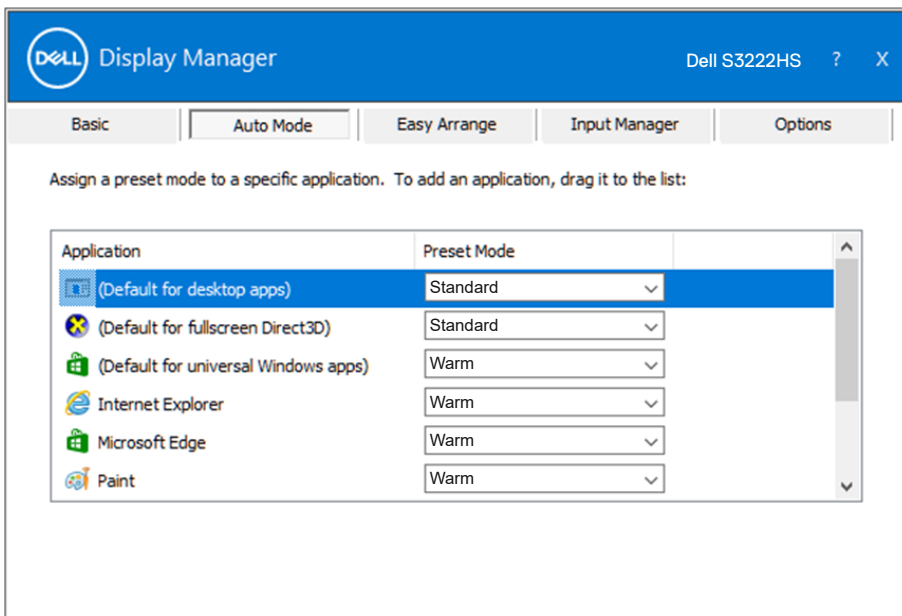 DELL Display Manager Dell S3222HS ? X
Basic Auto Mode Easy Arrange Input Manager Options
Assign a preset mode to a specific application. To add an application, drag it to the list:
Application Preset Mode
(Default for desktop apps) Standard
(Default for fullscreen Direct3D) Standard
(Default for universal Windows apps) Warm
Internet Explorer Warm
Microsoft Edge Warm
Paint Warm